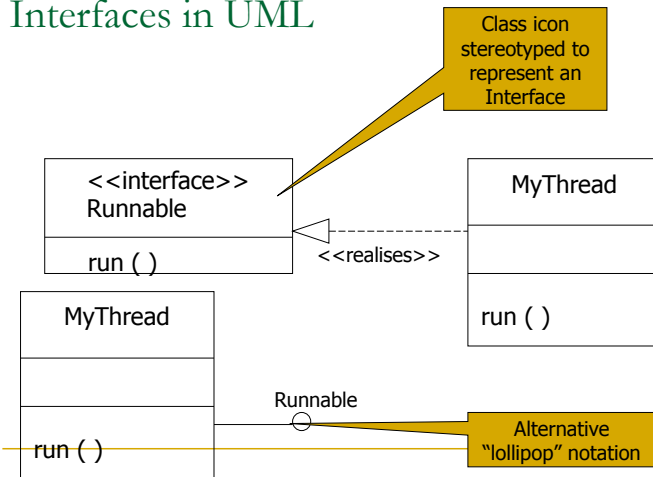 Interfaces in UML
Class icon
stereotyped to
represent an
Interface
<<interface>>
Runnable
run ( )
<<realises>>
MyThread
run ( )
MyThread
run ( )
Runnable
Alternative
“lollipop” notation